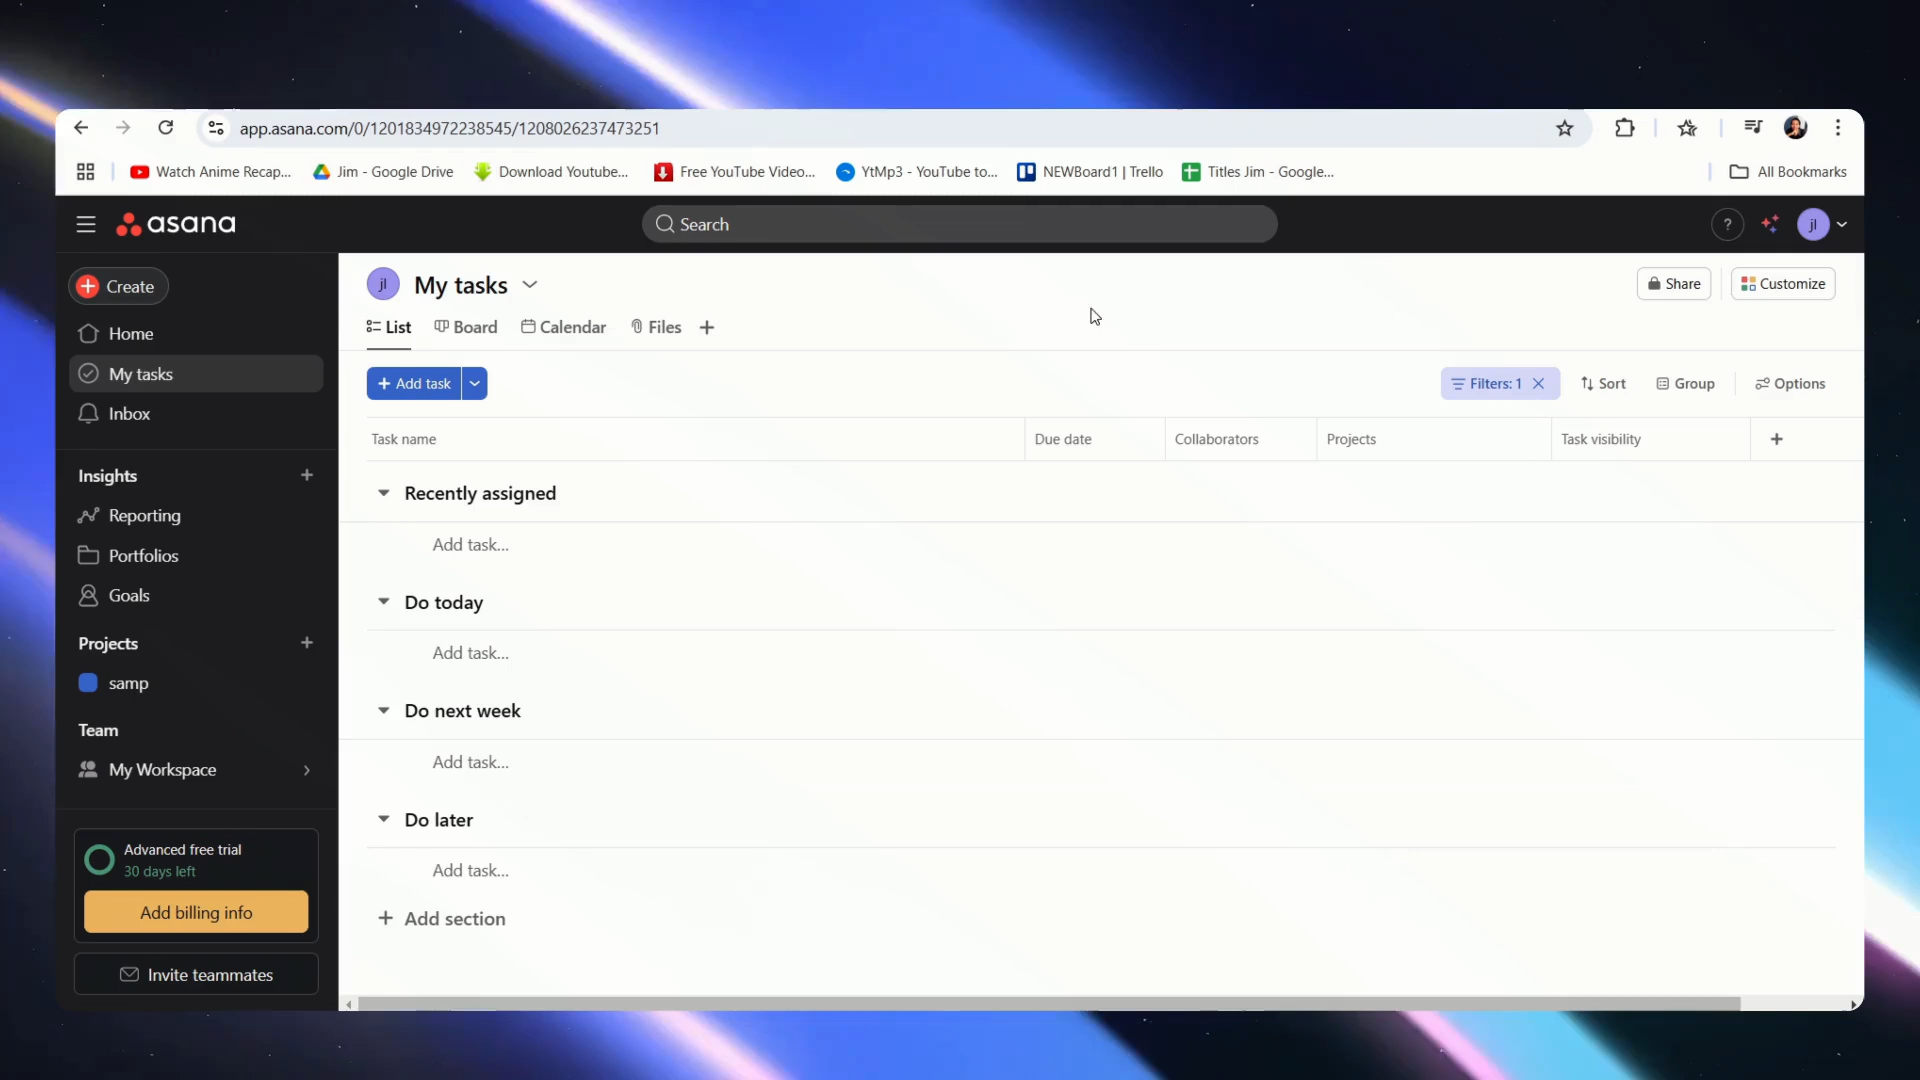 app.asana.com/0/1201834972238545/1208026237473251
Watch Anime Recap... Jim - Google Drive Download Youtube... Free YouTube Video... YtMp3 - YouTube to... NEWBoard1 | Trello Titles Jim - Google... All Bookmarks
asana Search ? jl
Create
Home
My tasks
Inbox
Insights
Reporting
Portfolios
Goals
Projects
samp
Team
My Workspace
Advanced free trial
30 days left
Add billing info
Invite teammates
jl My tasks Share Customize
List Board Calendar Files
Add task Filters: 1 Sort Group Options
Task name Due date Collaborators Projects Task visibility
Recently assigned
Add task...
Do today
Add task...
Do next week
Add task...
Do later
Add task...
Add section